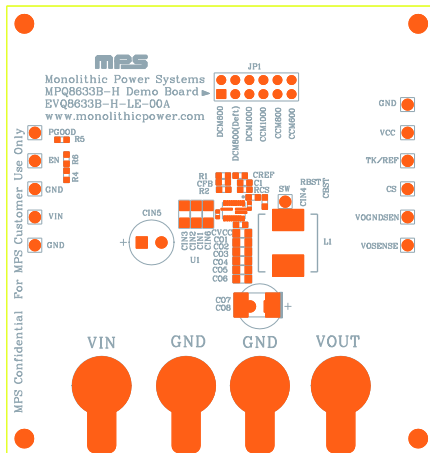 mps
JP1
Monolithic Power Systems
MPQ8633B-H Demo Board
EVQ8633B-H-LE-00A
www.monolithicpower.com
DCM800
DCM600(Deft)
DCM1000
CCM1000
CCM800
CCM600
PGOOD
R5
EN
R6
R4
GND
VIN
GND
GND
VCC
TK/REF
CS
VOGNDSEN
VOSENSE
R1
CFB
R2
CREF
C1
RCS
SW
CIN4
RBST
CBST
CIN5
+
CIN3
CIN2
CIN1
CIN6
U1
CVCC
CO1
CO2
CO3
CO4
CO5
CO6
L1
CO7
CO8
+
MPS Confidential For MPS Customer Use Only
VIN
GND
GND
VOUT